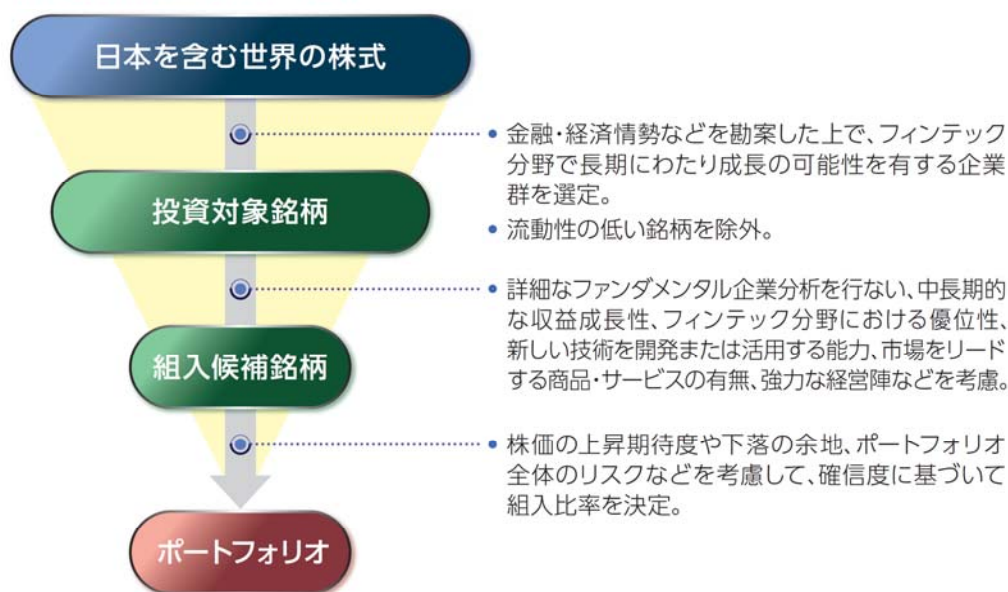 日本を含む世界の株式
• 金融・経済情勢などを勘案した上で、フィンテック
分野で長期にわたり成長の可能性を有する企業
群を選定。
投資対象銘柄
• 流動性の低い銘柄を除外。
• 詳細なファンダメンタル企業分析を行ない、中長期的
な収益成長性、フィンテック分野における優位性、
新しい技術を開発または活用する能力、市場をリード
する商品・サービスの有無、強力な経営陣などを考慮。
組入候補銘柄
• 株価の上昇期待度や下落の余地、ポートフォリオ
全体のリスクなどを考慮して、確信度に基づいて
組入比率を決定。
ポートフォリオ